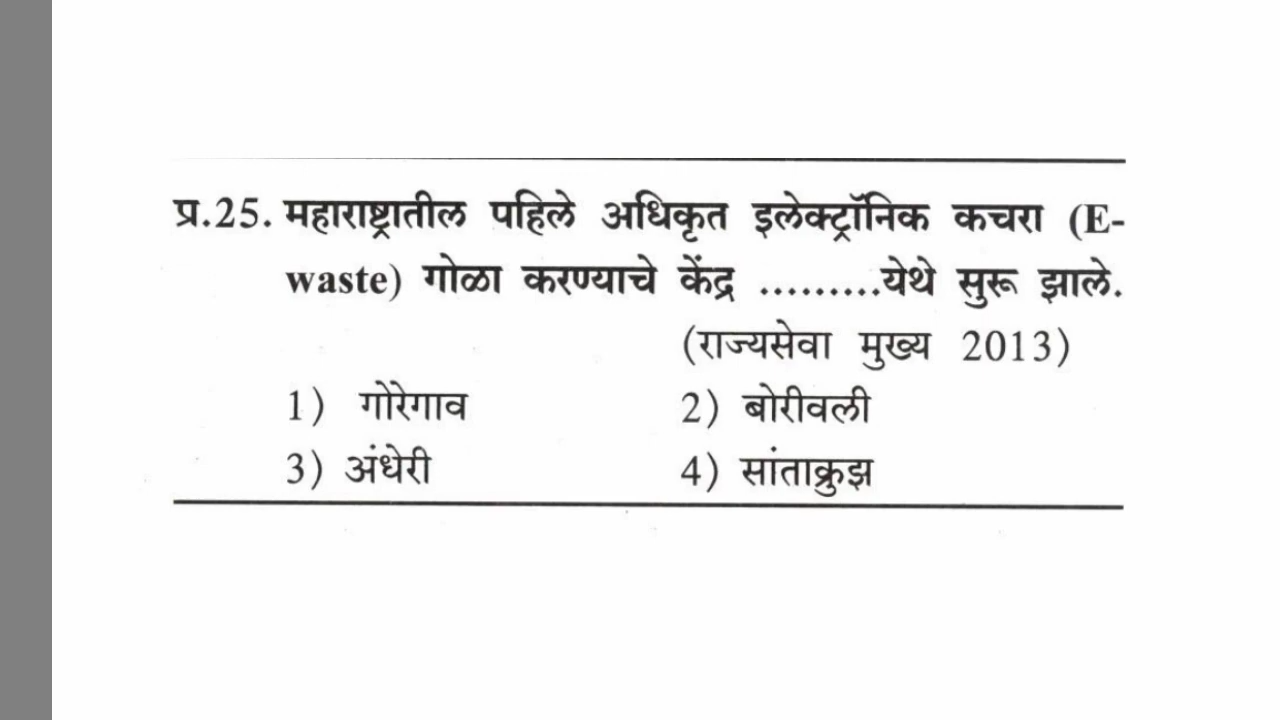 प्र.25. महाराष्ट्रातील पहिले अधिकृत इलेक्ट्रॉनिक कचरा (E-
waste) गोळा करण्याचे केंद्र .........येथे सुरू झाले.
(राज्यसेवा मुख्य 2013)
1) गोरेगाव 2) बोरीवली
3) अंधेरी 4) सांताक्रुझ